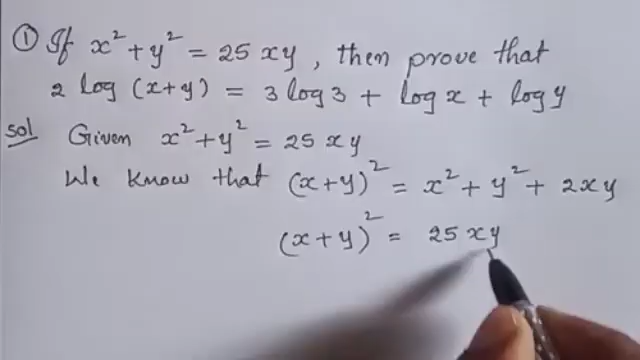 ① If x² + y² = 25 xy, then prove that
2 log (x+y) = 3 log 3 + log x + log y
Sol Given x² + y² = 25 xy
We know that (x+y)² = x² + y² + 2xy
(x+y)² = 25 xy